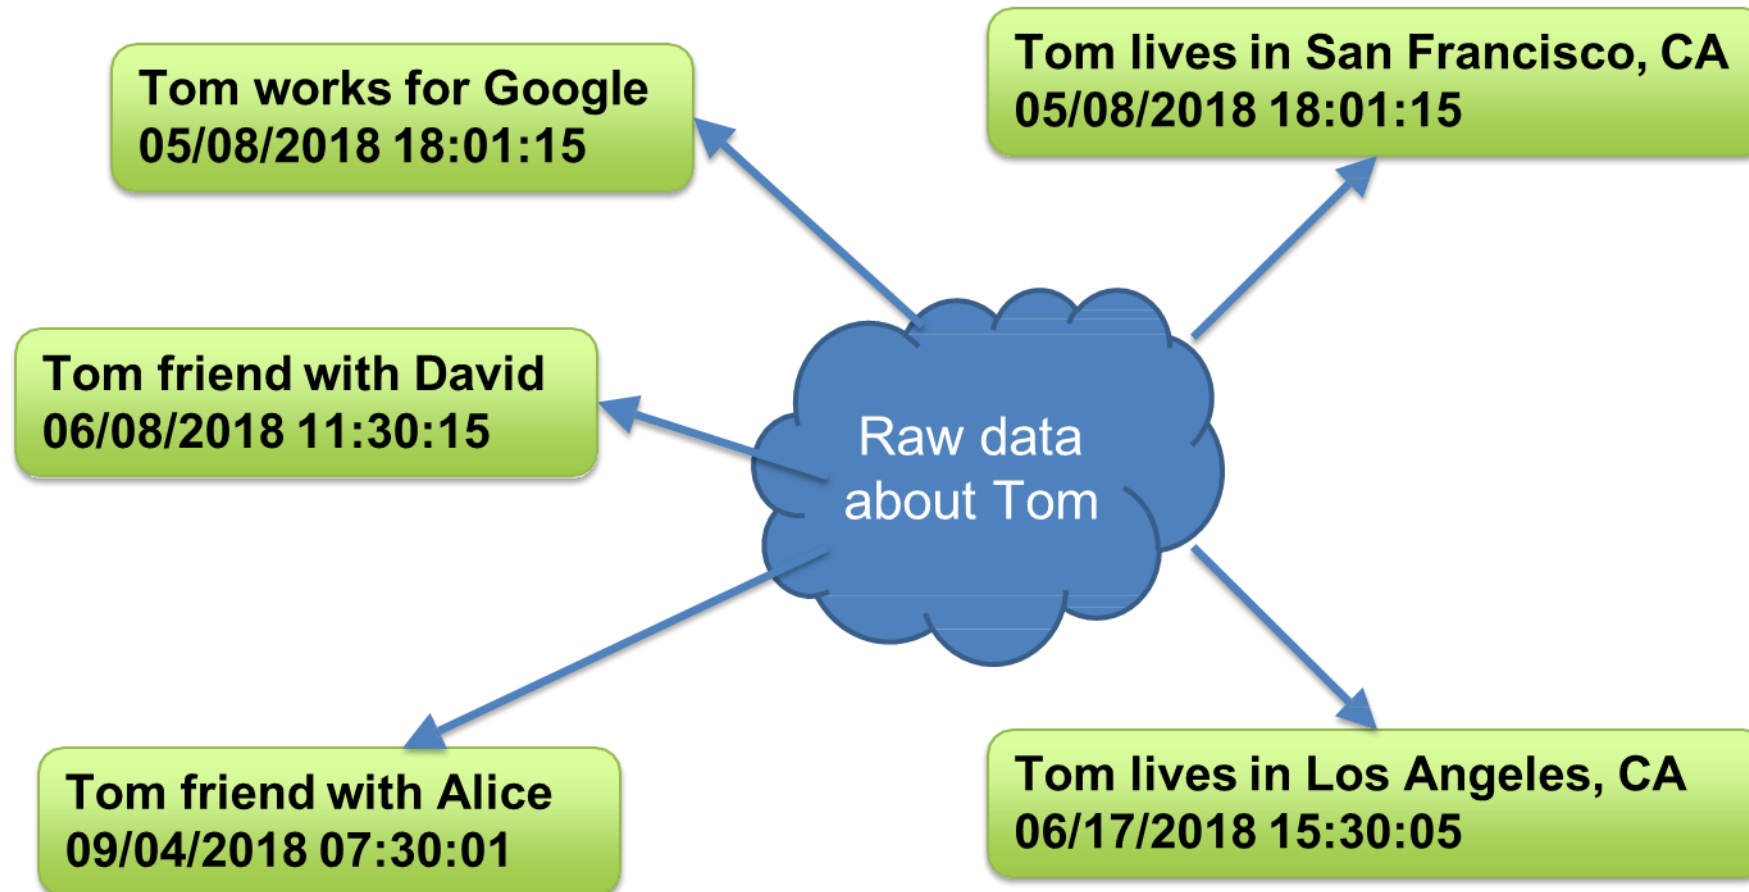 Tom works for Google
05/08/2018 18:01:15
Tom lives in San Francisco, CA
05/08/2018 18:01:15
Tom friend with David
06/08/2018 11:30:15
Raw data
about Tom
Tom friend with Alice
09/04/2018 07:30:01
Tom lives in Los Angeles, CA
06/17/2018 15:30:05